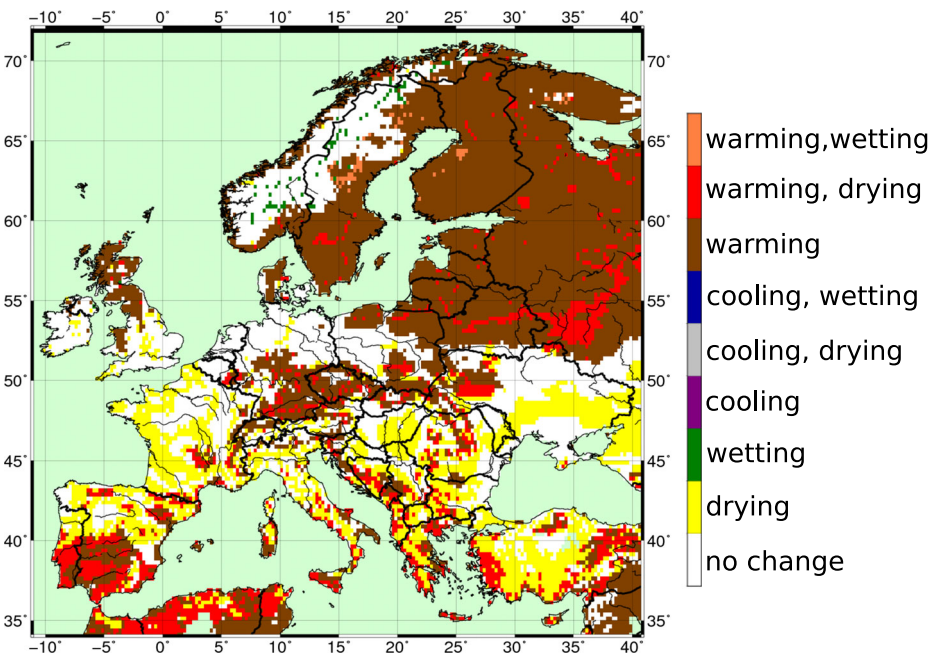 −10° −5° 0° 5° 10° 15° 20° 25° 30° 35° 40°
70° 70°
65° 65°
60° 60°
55° 55°
50° 50°
45° 45°
40° 40°
35° 35°
−10° −5° 0° 5° 10° 15° 20° 25° 30° 35° 40°
warming,wetting
warming, drying
warming
cooling, wetting
cooling, drying
cooling
wetting
drying
no change